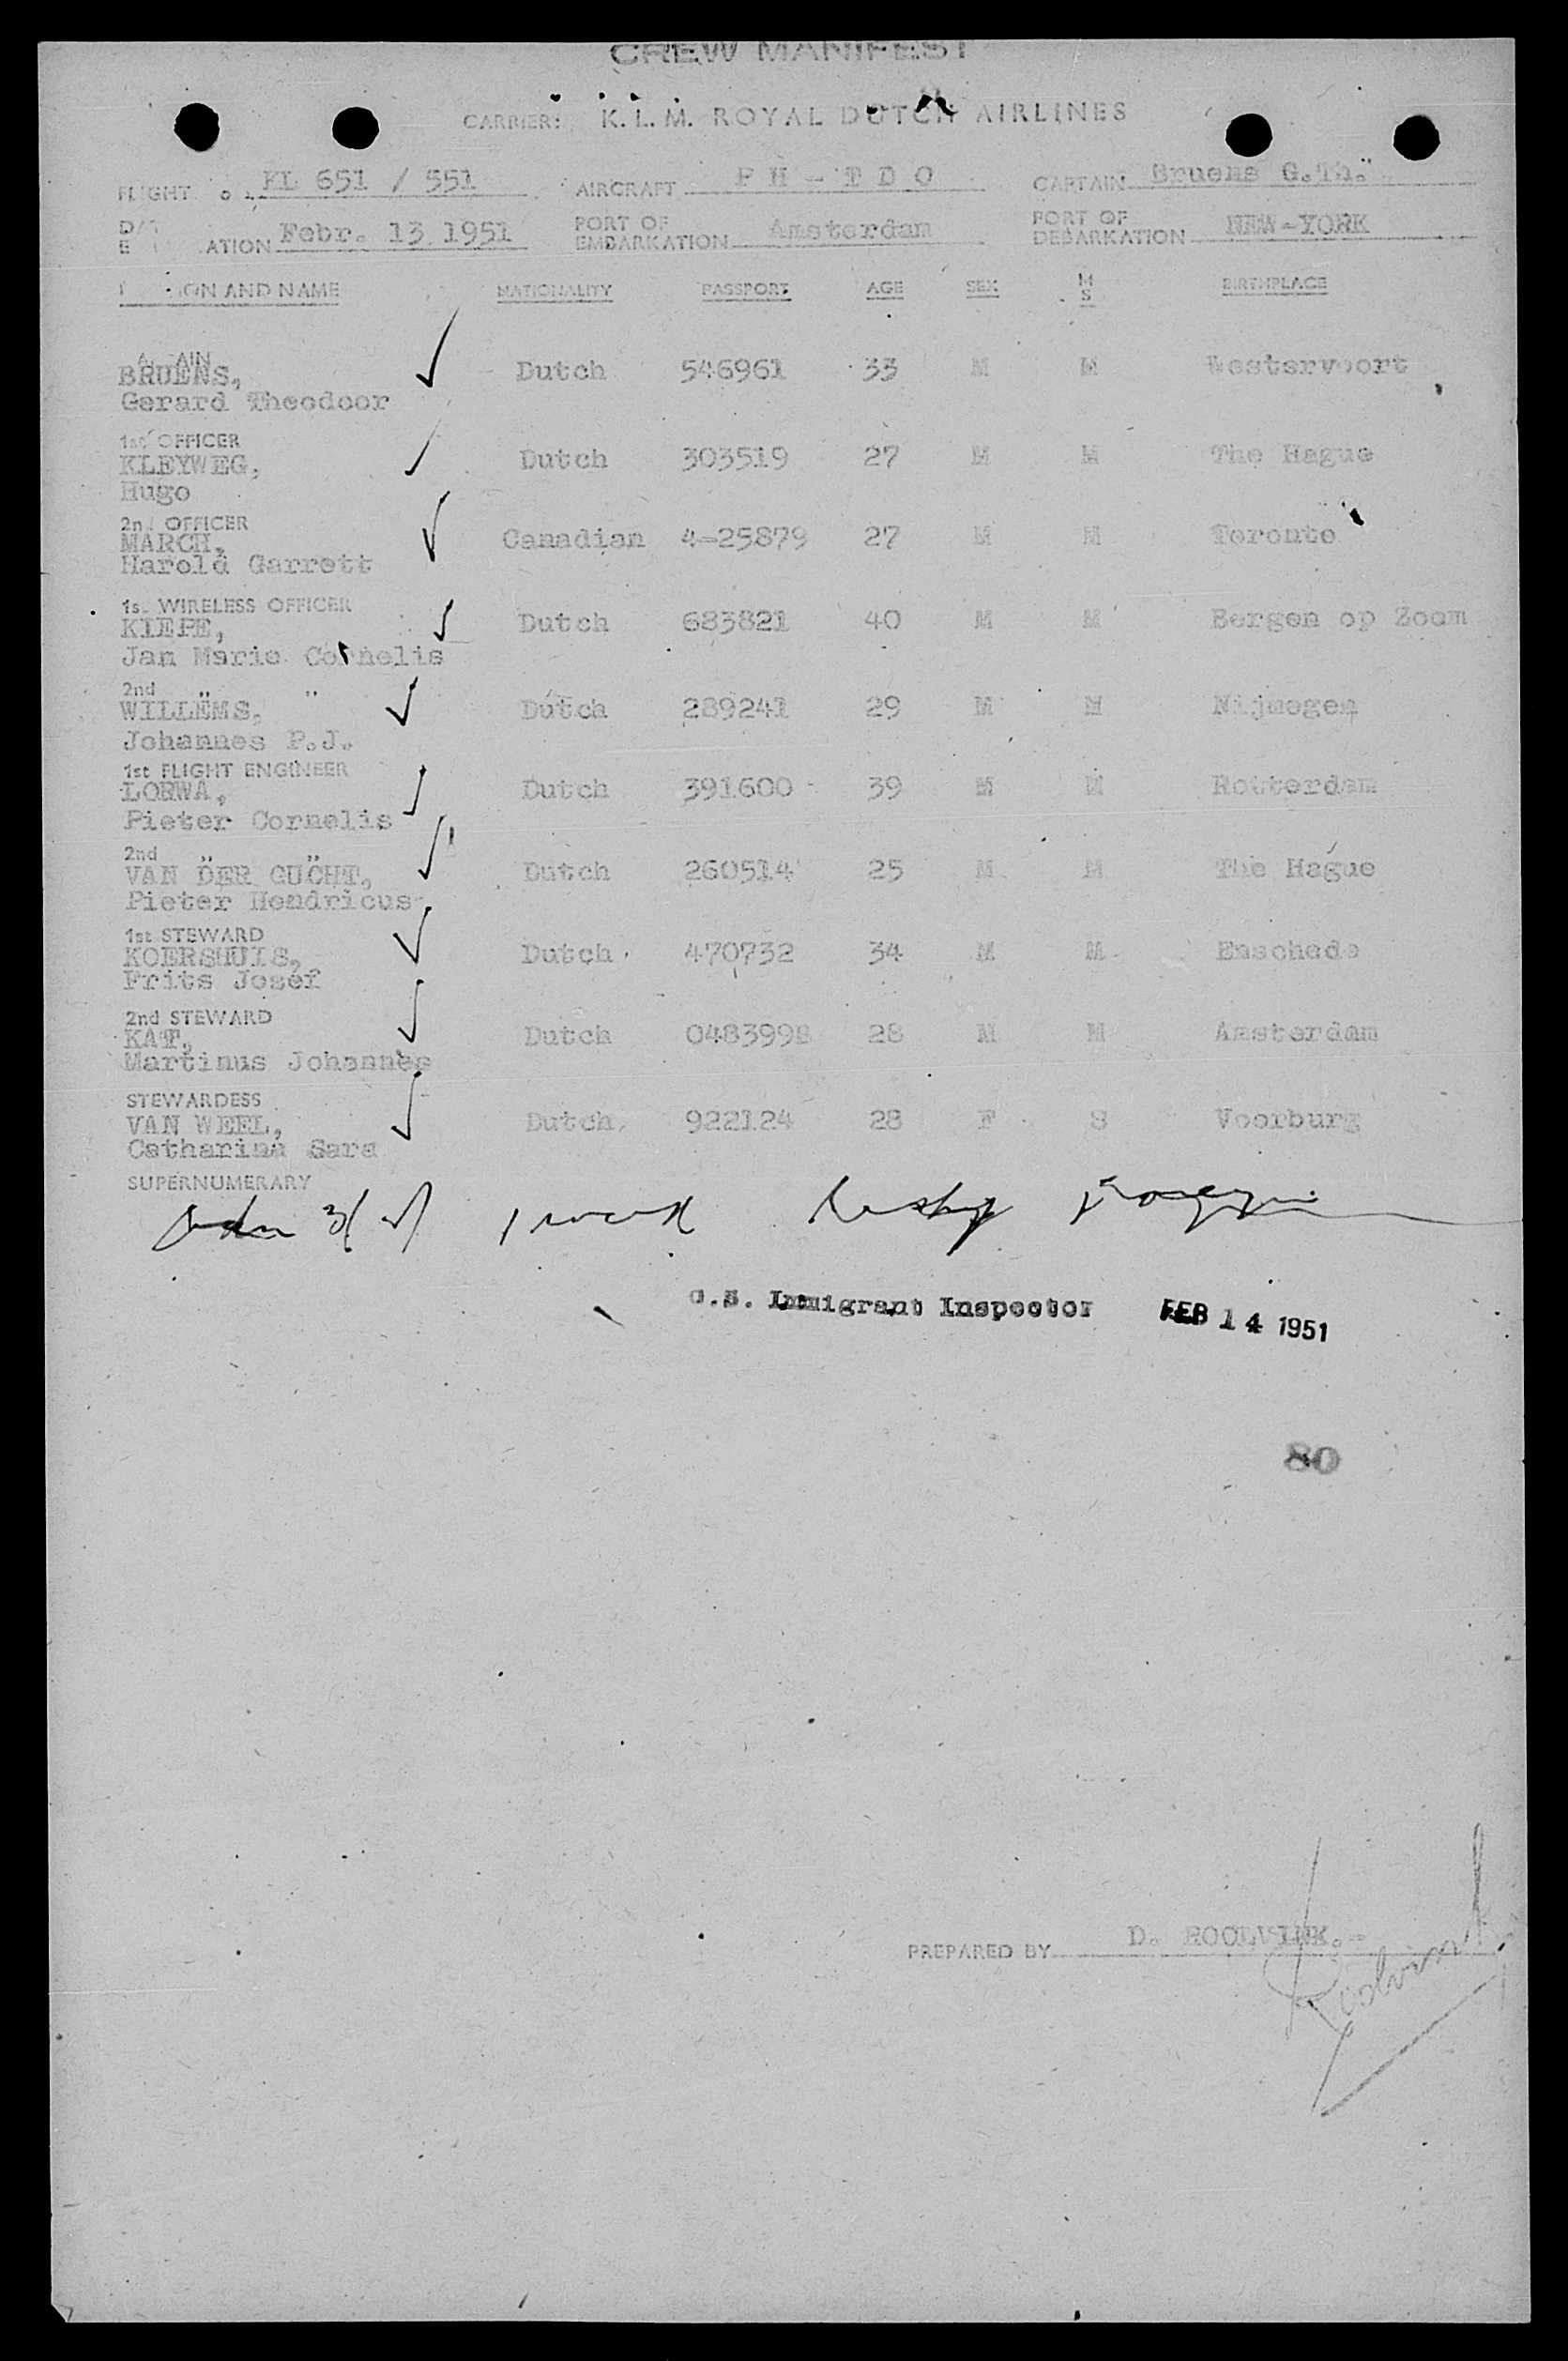 CREW MANIFEST
CARRIER: K.L.M. ROYAL DUTCH AIRLINES
FLIGHT KL 651 / 551 AIRCRAFT PH - TDO CAPTAIN Bruens G.Th.
Febr. 13 1951 PORT OF EMBARKATION Amsterdam PORT OF DEBARKATION NEW-YORK
AND NAME NATIONALITY PASSPORT AGE SEX M S BIRTHPLACE
BRUENS, Dutch 546961 33 M M Westervoort
Gerard Theodoor
1st OFFICER
KLEYWEG, Dutch 303519 27 M M The Hague
Hugo
2nd OFFICER
MARCH, Canadian 4-25879 27 M M Toronto
Harold Garrett
1st WIRELESS OFFICER
KIEPE, Dutch 683821 40 M M Bergen op Zoom
Jan Marie Cornelis
2nd " "
WILLEMS, Dutch 289241 29 M M Nijmegen
Johannes P.J.
1st FLIGHT ENGINEER
LORWA, Dutch 391600 39 M M Rotterdam
Pieter Cornelis
2nd " "
VAN DER GUCHT, Dutch 260514 25 M M The Hague
Pieter Hendricus
1st STEWARD
KOERSHUIS, Dutch 470732 34 M M Enschede
Frits Josef
2nd STEWARD
KAT, Dutch 28 M M Amsterdam
Martinus Johannes
STEWARDESS
VAN WEEL, Dutch 922124 28 F S Voorburg
Catharina Sara
SUPERNUMERARY
U.S. Immigrant Inspector FEB 14 1951
80
PREPARED BY D. ROOLVINK.-
Roolvink